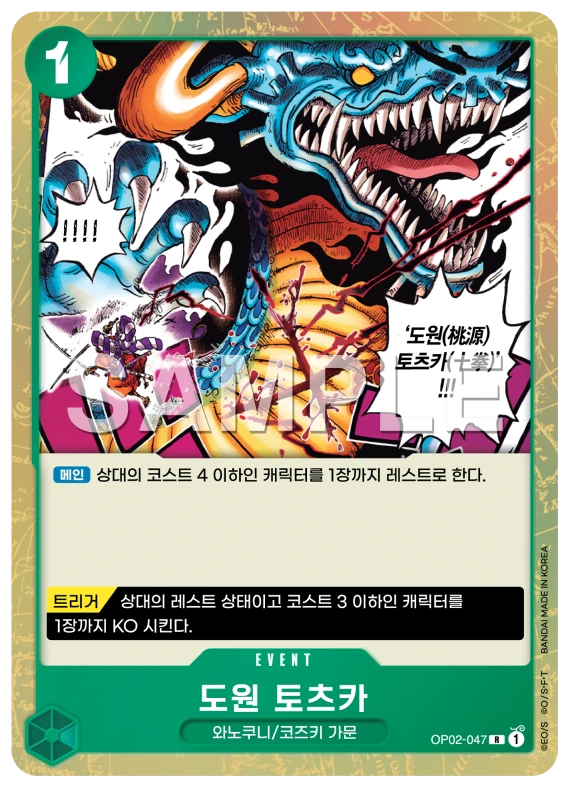 1
!!!!
'도원(桃源)
토츠카(十拳)'
!!!
SAMPLE
메인 상대의 코스트 4 이하인 캐릭터를 1장까지 레스트로 한다.
트리거 상대의 레스트 상태이고 코스트 3 이하인 캐릭터를
1장까지 KO 시킨다.
EVENT
도원 토츠카
와노쿠니/코즈키 가문
OP02-047 R 1
©EO/S ©O/S·F·T BANDAI MADE IN KOREA